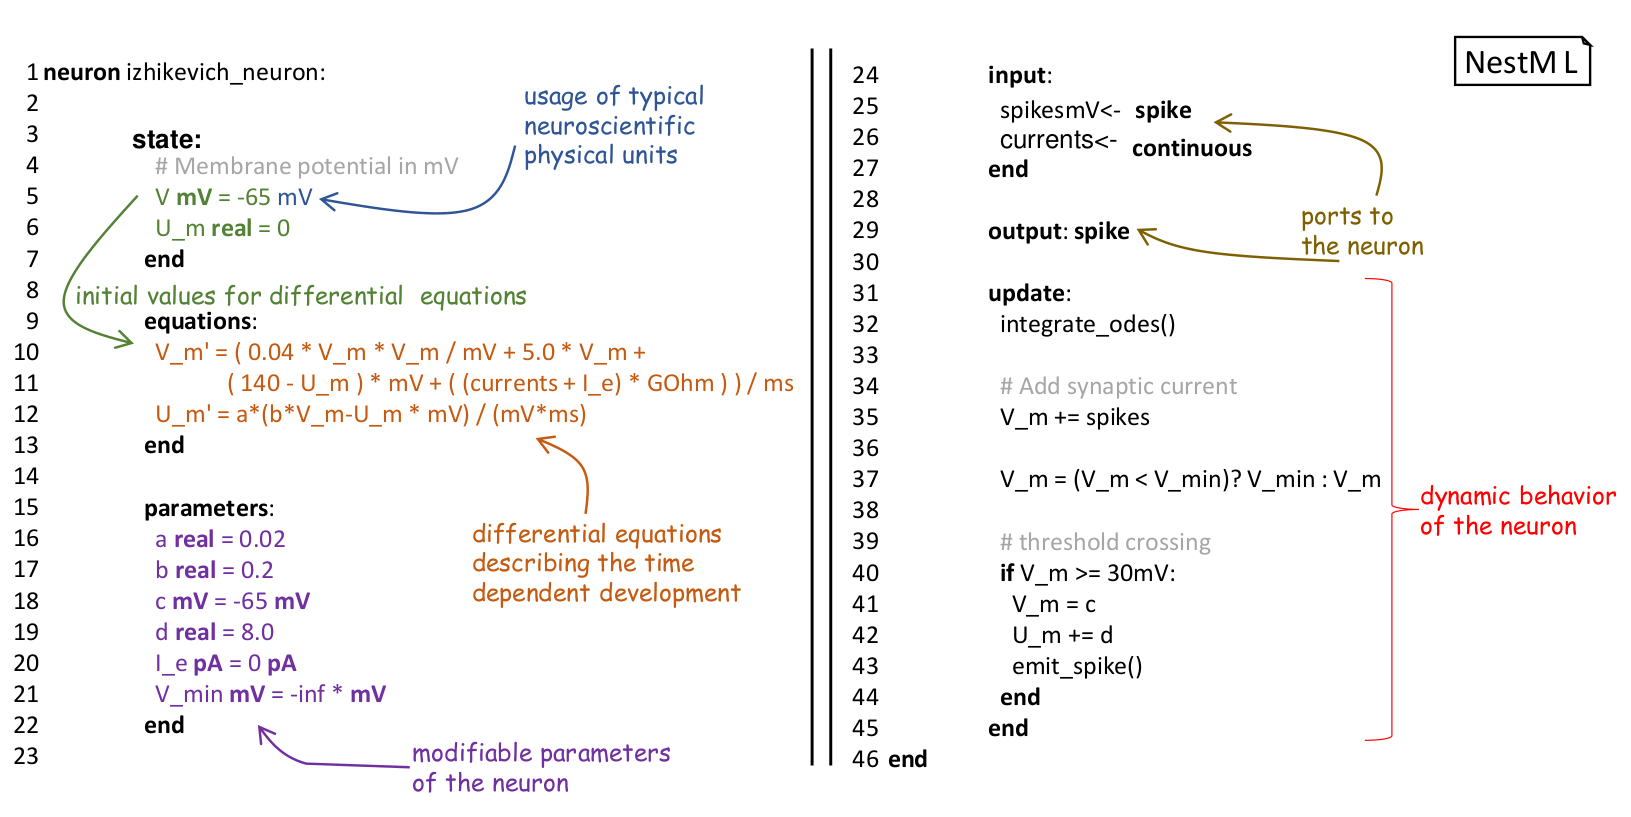 1 neuron izhikevich_neuron:
2
3 state:
4 # Membrane potential in mV
5 V mV = -65 mV
6 U_m real = 0
7 end
8
9 equations:
10 V_m' = ( 0.04 * V_m * V_m / mV + 5.0 * V_m +
11 ( 140 - U_m ) * mV + ( (currents + I_e) * GOhm ) ) / ms
12 U_m' = a*(b*V_m-U_m * mV) / (mV*ms)
13 end
14
15 parameters:
16 a real = 0.02
17 b real = 0.2
18 c mV = -65 mV
19 d real = 8.0
20 I_e pA = 0 pA
21 V_min mV = -inf * mV
22 end
23
usage of typical
neuroscientific
physical units
initial values for differential equations
differential equations
describing the time
dependent development
modifiable parameters
of the neuron
NestM L
24 input:
25 spikesmV<- spike
26 currents<- continuous
27 end
28
29 output: spike
30
31 update:
32 integrate_odes()
33
34 # Add synaptic current
35 V_m += spikes
36
37 V_m = (V_m < V_min)? V_min : V_m
38
39 # threshold crossing
40 if V_m >= 30mV:
41 V_m = c
42 U_m += d
43 emit_spike()
44 end
45 end
46 end
ports to
the neuron
dynamic behavior
of the neuron